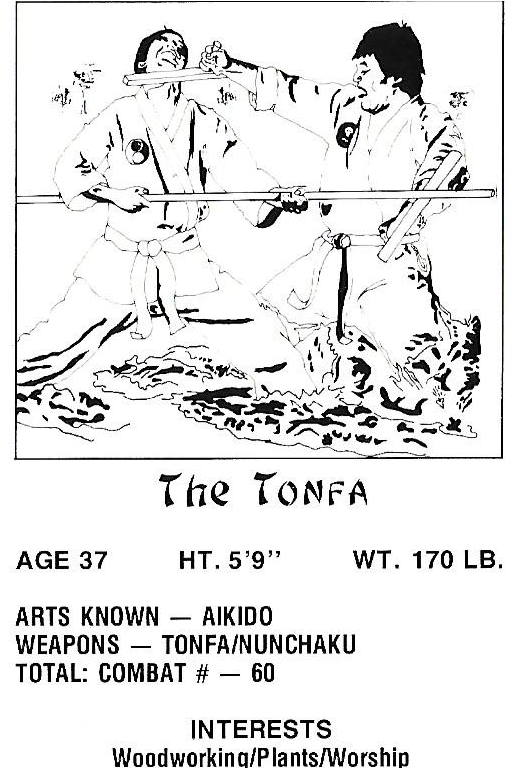 The TONFA
AGE 37 HT. 5'9" WT. 170 LB.
ARTS KNOWN — AIKIDO
WEAPONS — TONFA/NUNCHAKU
TOTAL: COMBAT # — 60
INTERESTS
Woodworking/Plants/Worship